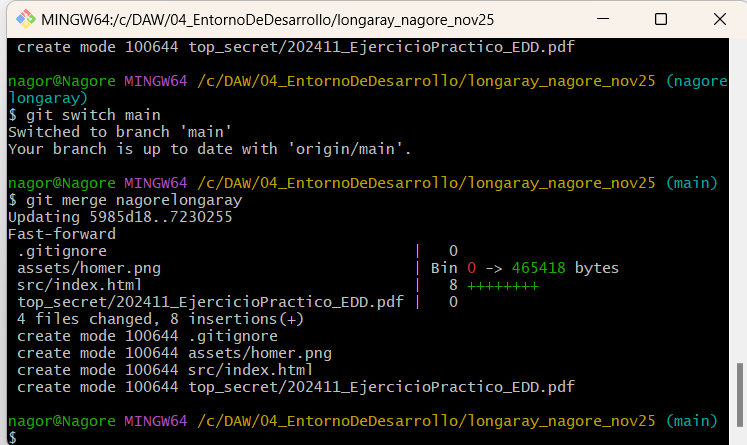 MINGW64:/c/DAW/04_EntornoDeDesarrollo/longaray_nagore_nov25
create mode 100644 top_secret/202411_EjercicioPractico_EDD.pdf
nagor@Nagore MINGW64 /c/DAW/04_EntornoDeDesarrollo/longaray_nagore_nov25 (nagore
longaray)
$ git switch main
Switched to branch 'main'
Your branch is up to date with 'origin/main'.
nagor@Nagore MINGW64 /c/DAW/04_EntornoDeDesarrollo/longaray_nagore_nov25 (main)
$ git merge nagorelongaray
Updating 5985d18..7230255
Fast-forward
.gitignore | 0
assets/homer.png | Bin 0 -> 465418 bytes
src/index.html | 8 ++++++++
top_secret/202411_EjercicioPractico_EDD.pdf | 0
4 files changed, 8 insertions(+)
create mode 100644 .gitignore
create mode 100644 assets/homer.png
create mode 100644 src/index.html
create mode 100644 top_secret/202411_EjercicioPractico_EDD.pdf
nagor@Nagore MINGW64 /c/DAW/04_EntornoDeDesarrollo/longaray_nagore_nov25 (main)
$